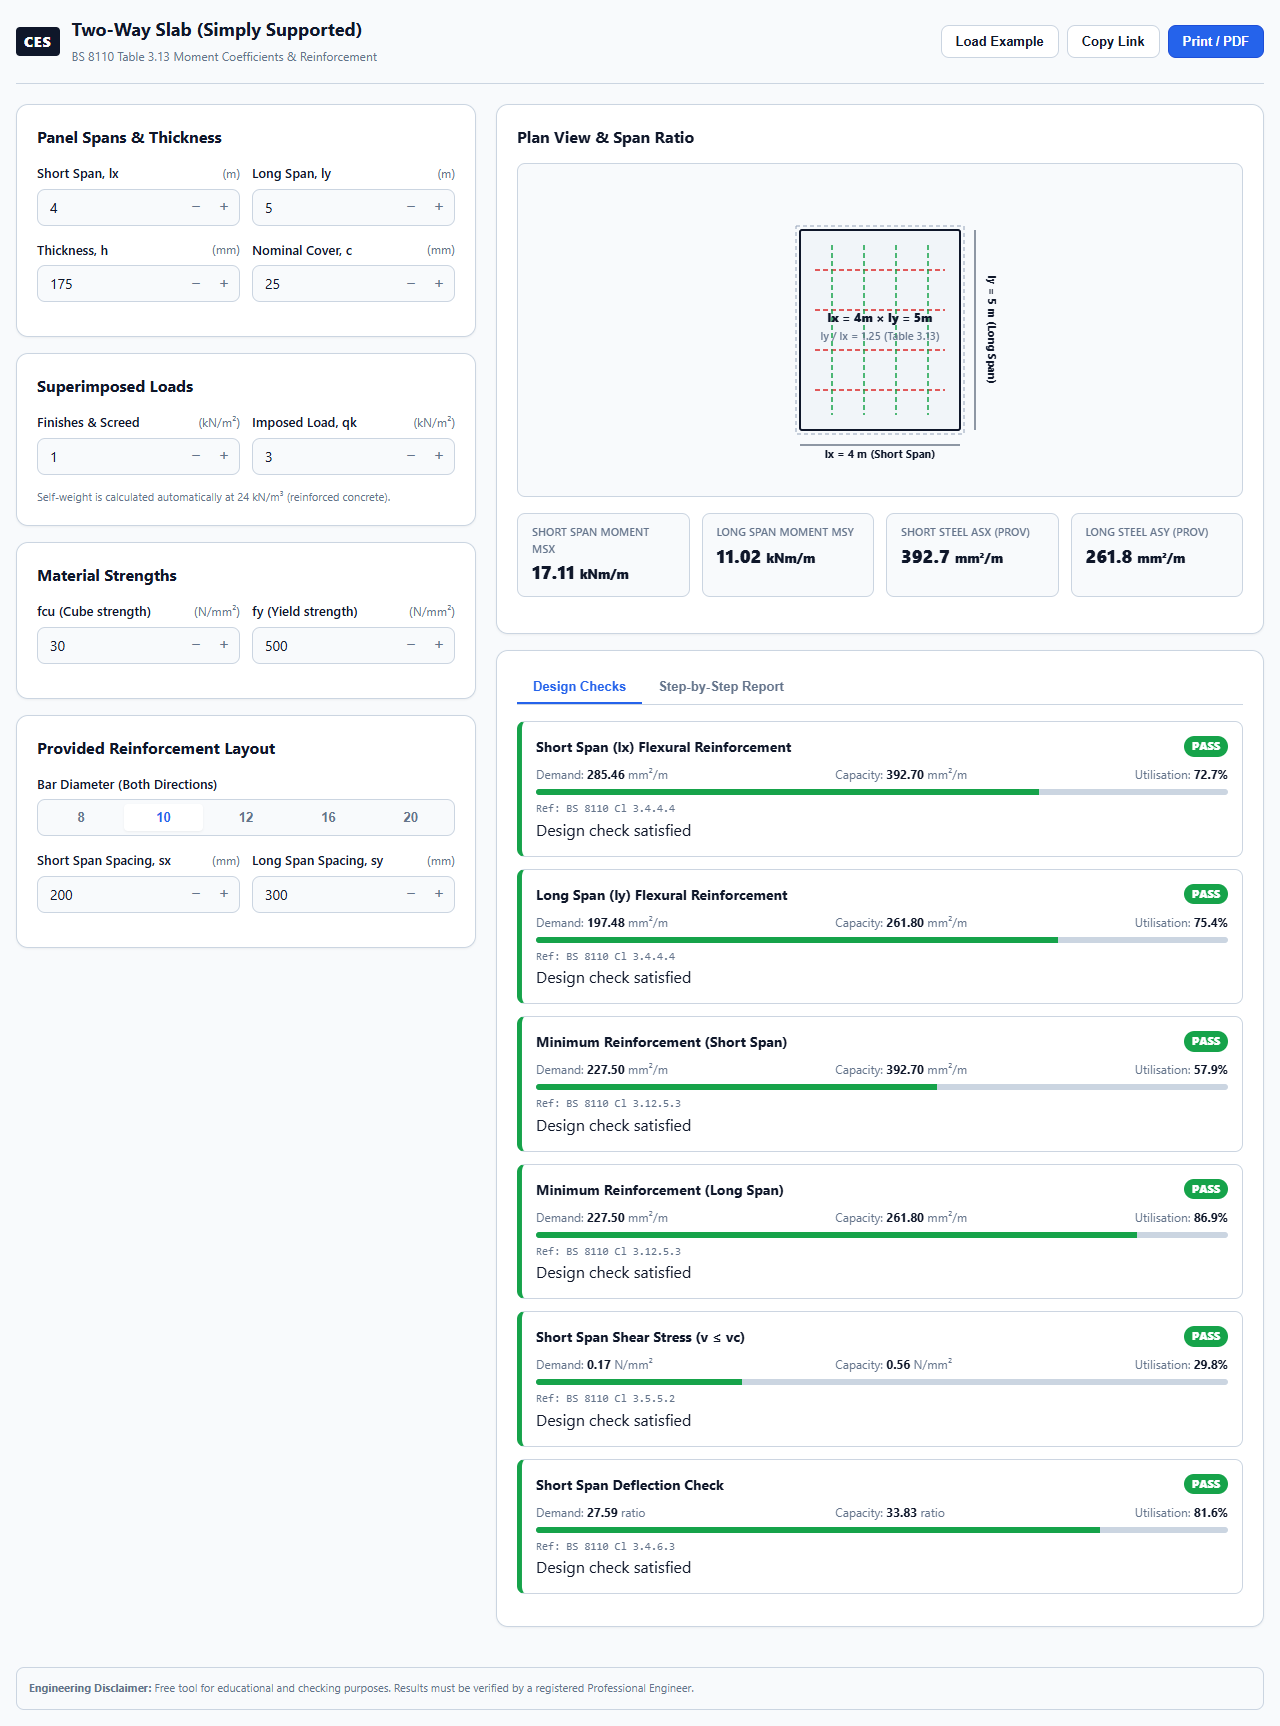 CES
Two-Way Slab (Simply Supported)
BS 8110 Table 3.13 Moment Coefficients & Reinforcement
Load Example
Copy Link
Print / PDF
Panel Spans & Thickness
Short Span, lx (m)
Long Span, ly (m)
4 − +
5 − +
Thickness, h (mm)
Nominal Cover, c (mm)
175 − +
25 − +
Superimposed Loads
Finishes & Screed (kN/m²)
Imposed Load, qk (kN/m²)
1 − +
3 − +
Self-weight is calculated automatically at 24 kN/m³ (reinforced concrete).
Material Strengths
fcu (Cube strength) (N/mm²)
fy (Yield strength) (N/mm²)
30 − +
500 − +
Provided Reinforcement Layout
Bar Diameter (Both Directions)
8 10 12 16 20
Short Span Spacing, sx (mm)
Long Span Spacing, sy (mm)
200 − +
300 − +
Plan View & Span Ratio
lx = 4m × ly = 5m
ly / lx = 1.25 (Table 3.13)
ly = 5 m (Long Span)
lx = 4 m (Short Span)
SHORT SPAN MOMENT
MSX
17.11 kNm/m
LONG SPAN MOMENT MSY
11.02 kNm/m
SHORT STEEL ASX (PROV)
392.7 mm²/m
LONG STEEL ASY (PROV)
261.8 mm²/m
Design Checks
Step-by-Step Report
Short Span (lx) Flexural Reinforcement PASS
Demand: 285.46 mm²/m Capacity: 392.70 mm²/m Utilisation: 72.7%
Ref: BS 8110 Cl 3.4.4.4
Design check satisfied
Long Span (ly) Flexural Reinforcement PASS
Demand: 197.48 mm²/m Capacity: 261.80 mm²/m Utilisation: 75.4%
Ref: BS 8110 Cl 3.4.4.4
Design check satisfied
Minimum Reinforcement (Short Span) PASS
Demand: 227.50 mm²/m Capacity: 392.70 mm²/m Utilisation: 57.9%
Ref: BS 8110 Cl 3.12.5.3
Design check satisfied
Minimum Reinforcement (Long Span) PASS
Demand: 227.50 mm²/m Capacity: 261.80 mm²/m Utilisation: 86.9%
Ref: BS 8110 Cl 3.12.5.3
Design check satisfied
Short Span Shear Stress (v ≤ vc) PASS
Demand: 0.17 N/mm² Capacity: 0.56 N/mm² Utilisation: 29.8%
Ref: BS 8110 Cl 3.5.5.2
Design check satisfied
Short Span Deflection Check PASS
Demand: 27.59 ratio Capacity: 33.83 ratio Utilisation: 81.6%
Ref: BS 8110 Cl 3.4.6.3
Design check satisfied
Engineering Disclaimer: Free tool for educational and checking purposes. Results must be verified by a registered Professional Engineer.